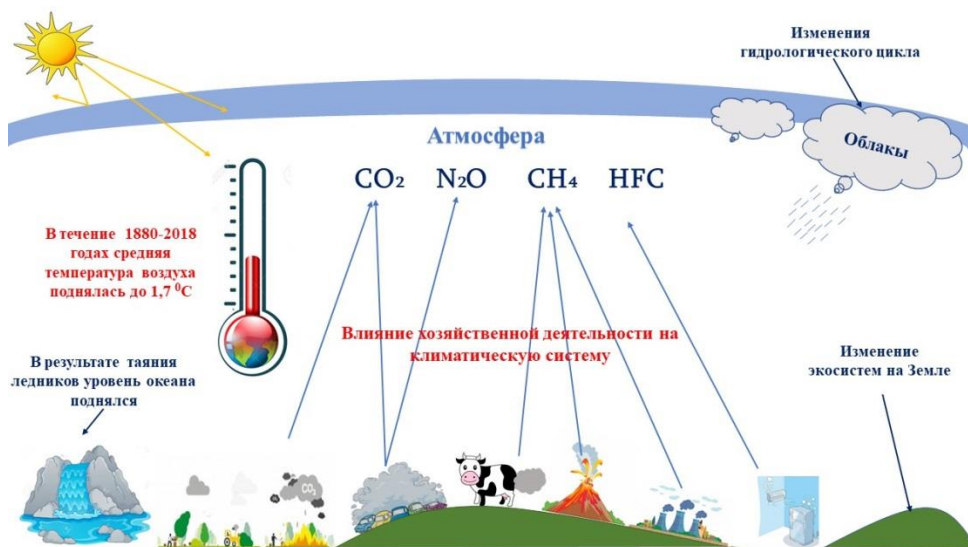 Изменения
гидрологического цикла
Атмосфера
Облакы
CO₂ N₂O CH₄ HFC
В течение 1880-2018
годах средняя
температура воздуха
поднялась до 1,7 ⁰С
Влияние хозяйственной деятельности на
климатическую систему
В результате таяния
ледников уровень океана
поднялся
Изменение
экосистем на Земле
CO₂